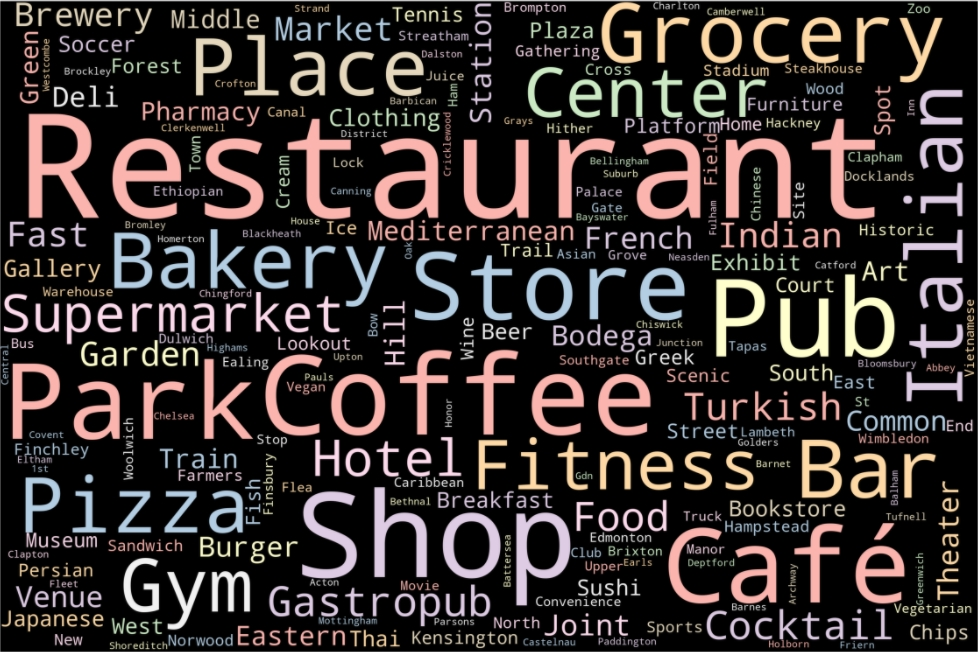 Brewery
Middle
Strand
Market
Tennis
Streatham
Station
Brompton
Plaza
Gathering
Grocery
Charlton
Camberwell
Zoo
Green
Westcombe
Soccer
Brockley
Forest
Place
Crofton
Dalston
Juice
Ham
Barbican
Cross
Center
Stadium
Steakhouse
Wood
Furniture
Spot
Inn
Deli
Pharmacy
Canal
Clerkenwell
Clothing
District
Cricklewood
Grays
Hither
Platform
Home
Hackney
Restaurant
Town
Cream
Lock
Ethiopian
Canning
Bellingham
Suburb
Palace
Gate
Bayswater
Field
Fulham
Chinese
Site
Clapham
Docklands
Italian
Fast
Bromley
Homerton
Blackheath
House
Ice
Mediterranean
Oak
Trail
Asian
French
Grove
Neasden
Indian
Historic
Gallery
Warehouse
Bakery
Chingford
Store
Exhibit
Catford
Court
Art
Supermarket
Bus
Central
Dulwich
Highams
Lookout
Bow
Hill
Wine
Beer
Bodega
Chiswick
Junction
Pub
Tapas
Vietnamese
Garden
Ealing
Upton
Southgate
Greek
Scenic
South
East
Bloomsbury
Abbey
Park
Coffee
Chelsea
Pauls
Vegan
Honor
Turkish
St
Common
End
Wimbledon
Covent
Finchley
Eltham
1st
Woolwich
Stop
Street
Lambeth
Golders
Train
Farmers
Finsbury
Hotel
Caribbean
Fitness
Gdn
Barnet
Bar
Balham
Pizza
Fish
Flea
Bethnal
Breakfast
Shop
Food
Truck
Bookstore
Hampstead
Tufnell
Theater
Museum
Clapton
Sandwich
Burger
Battersea
Edmonton
Club
Brixton
Upper
Earls
Manor
Deptford
Café
Archway
Greenwich
Persian
Fleet
Venue
Gym
Acton
Movie
Sushi
Convenience
Barnes
Vegetarian
Japanese
West
Gastropub
Mottingham
Parsons
North
Joint
Sports
Cocktail
Chips
New
Shoreditch
Norwood
Eastern
Thai
Kensington
Castelnau
Paddington
Holborn
Friern